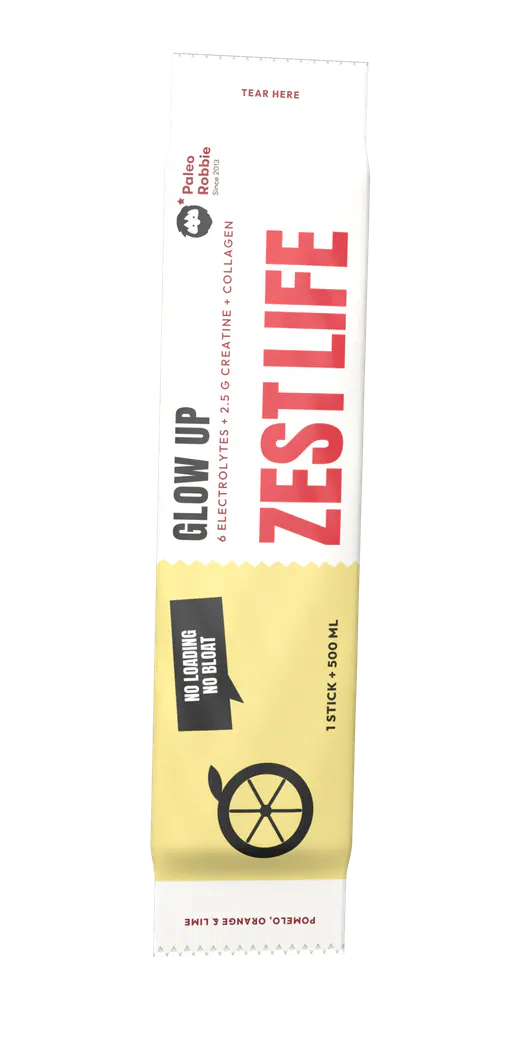 TEAR HERE
Paleo
Robbie
Since 2013
GLOW UP
6 ELECTROLYTES + 2.5 G CREATINE + COLLAGEN
ZEST LIFE
NO LOADING
NO BLOAT
1 STICK + 500 ML
POMELO, ORANGE & LIME